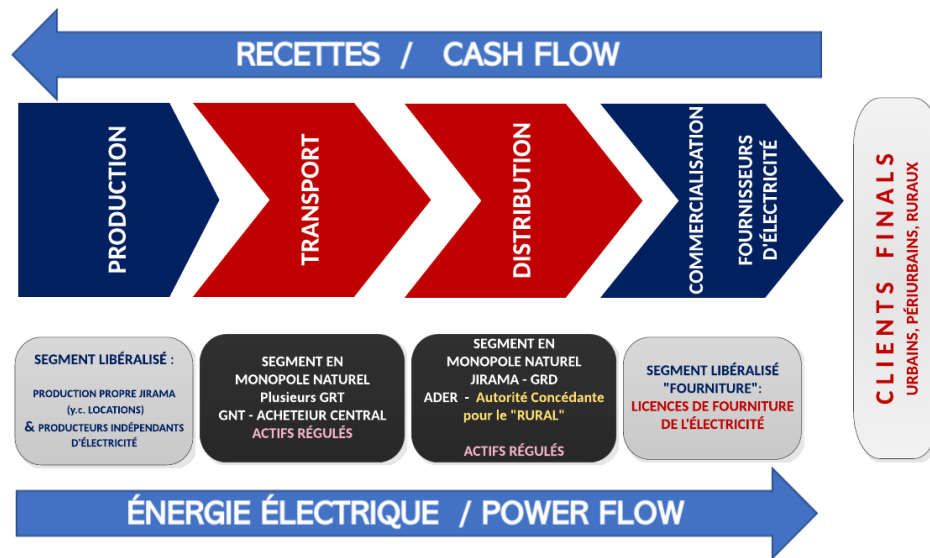 RECETTES / CASH FLOW
PRODUCTION
TRANSPORT
DISTRIBUTION
COMMERCIALISATION
FOURNISSEURS
D'ÉLECTRICITÉ
CLIENTS FINALS
URBAINS, PÉRIURBAINS, RURAUX
SEGMENT LIBÉRALISÉ :
PRODUCTION PROPRE JIRAMA
(y.c. LOCATIONS)
& PRODUCTEURS INDÉPENDANTS
D'ÉLECTRICITÉ
SEGMENT EN
MONOPOLE NATUREL
Plusieurs GRT
GNT - ACHETEIUR CENTRAL
ACTIFS RÉGULÉS
SEGMENT EN
MONOPOLE NATUREL
JIRAMA - GRD
ADER - Autorité Concédante
pour le "RURAL"
ACTIFS RÉGULÉS
SEGMENT LIBÉRALISÉ
"FOURNITURE":
LICENCES DE FOURNITURE
DE L'ÉLECTRICITÉ
ÉNERGIE ÉLECTRIQUE / POWER FLOW